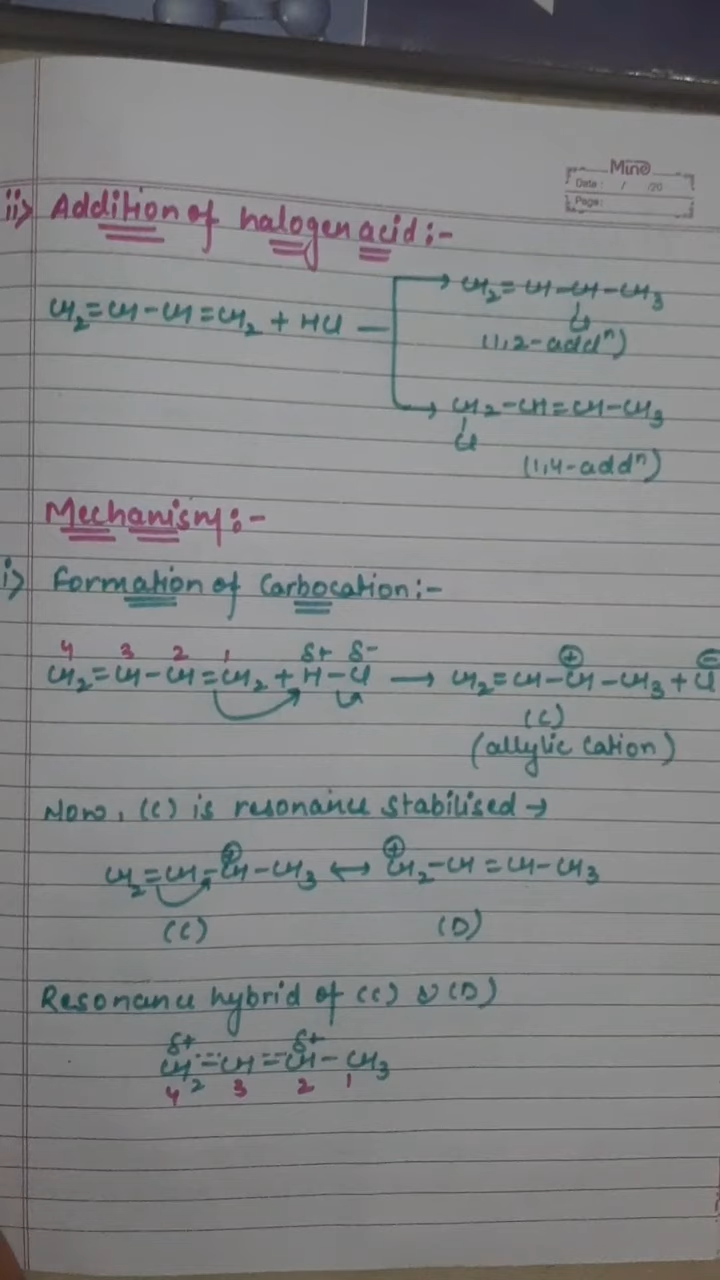 Mino
Date : / /20
Page:
ii> Addition of halogen acid :-
CH₂=CH-CH-CH₃
CH₂=CH-CH=CH₂ + HCl
Cl
(1,2-addⁿ)
CH₂-CH=CH-CH₃
Cl
(1,4-addⁿ)
Mechanism :-
i> Formation of Carbocation :-
4 3 2 1 δ+ δ- ⊕ ⊖
CH₂=CH-CH=CH₂ + H-Cl → CH₂=CH-CH-CH₃ + Cl
(C)
(allylic cation)
Now, (C) is resonance stabilised →
⊕ ⊕
CH₂=CH-CH-CH₃ ↔ CH₂-CH=CH-CH₃
(C) (D)
Resonance hybrid of (C) & (D)
δ+ δ+
CH₂=CH=CH-CH₃
4 3 2 1